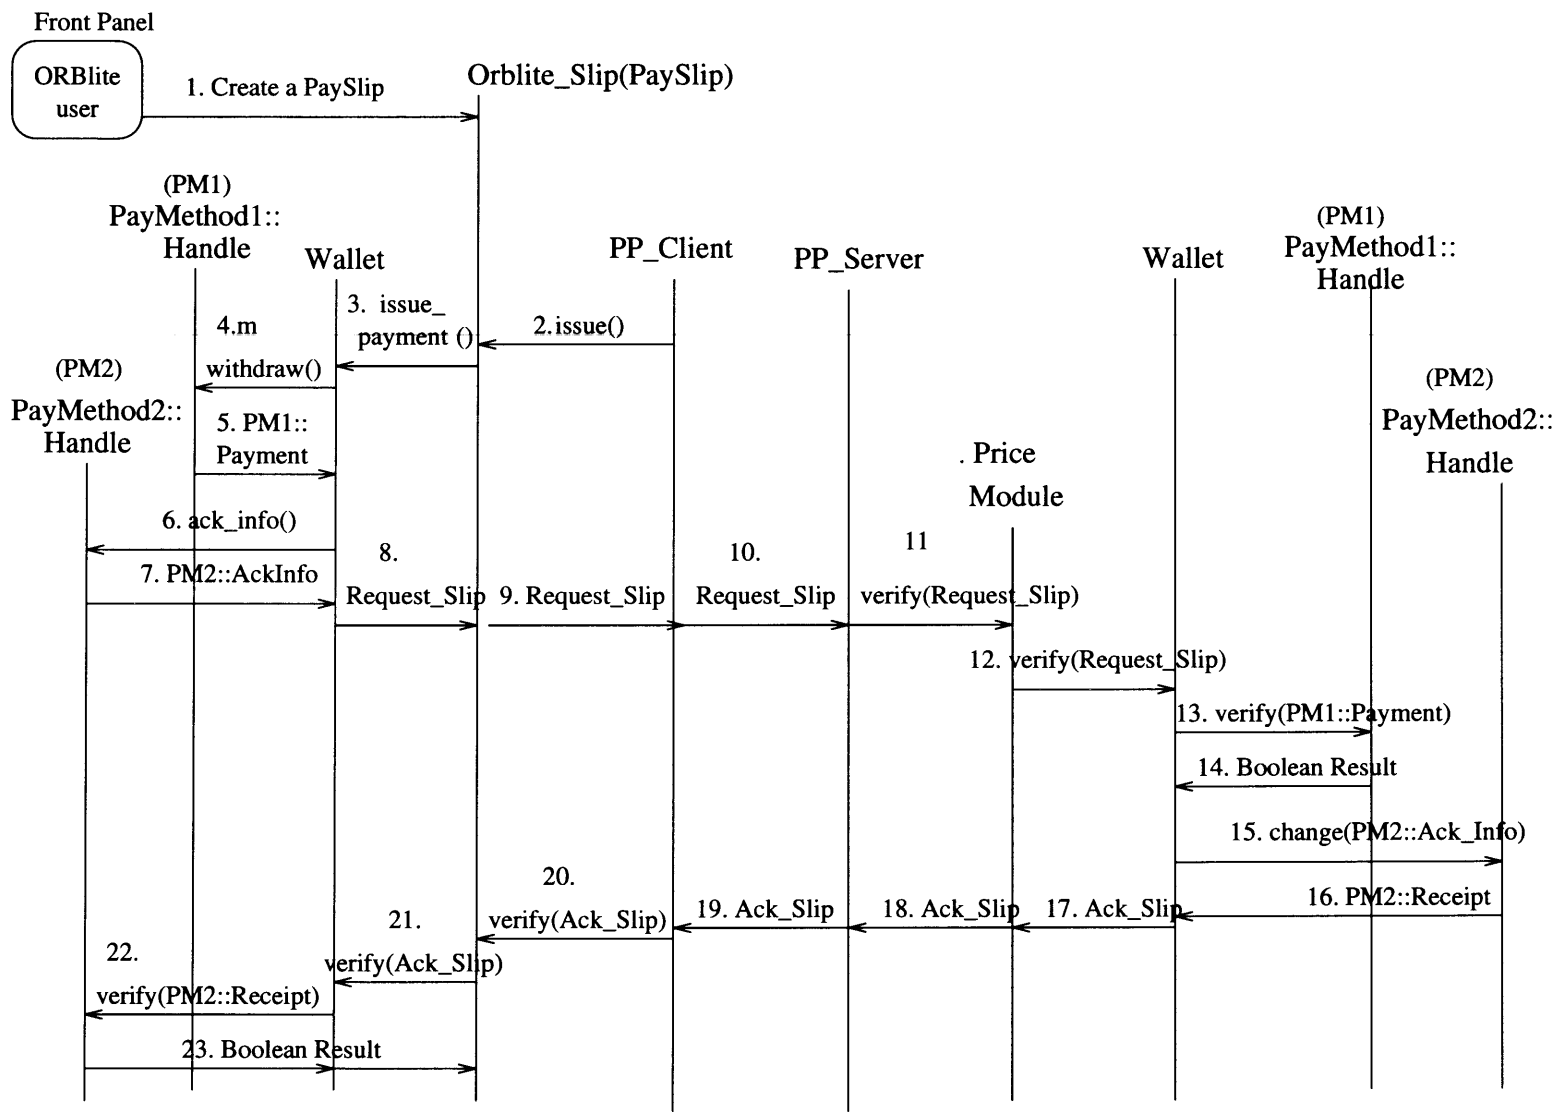 Front Panel
ORBlite
user
1. Create a PaySlip
Orblite_Slip(PaySlip)
(PM1)
PayMethod1::
Handle
Wallet
PP_Client
PP_Server
Wallet
(PM1)
PayMethod1::
Handle
3. issue_
payment ()
2.issue()
4.m
withdraw()
(PM2)
PayMethod2::
Handle
5. PM1::
Payment
(PM2)
PayMethod2::
Handle
. Price
Module
6. ack_info()
7. PM2::AckInfo
8.
Request_Slip
9. Request_Slip
10.
Request_Slip
11
verify(Request_Slip)
12. verify(Request_Slip)
13. verify(PM1::Payment)
14. Boolean Result
15. change(PM2::Ack_Info)
16. PM2::Receipt
17. Ack_Slip
18. Ack_Slip
19. Ack_Slip
20.
verify(Ack_Slip)
21.
verify(Ack_Slip)
22.
verify(PM2::Receipt)
23. Boolean Result